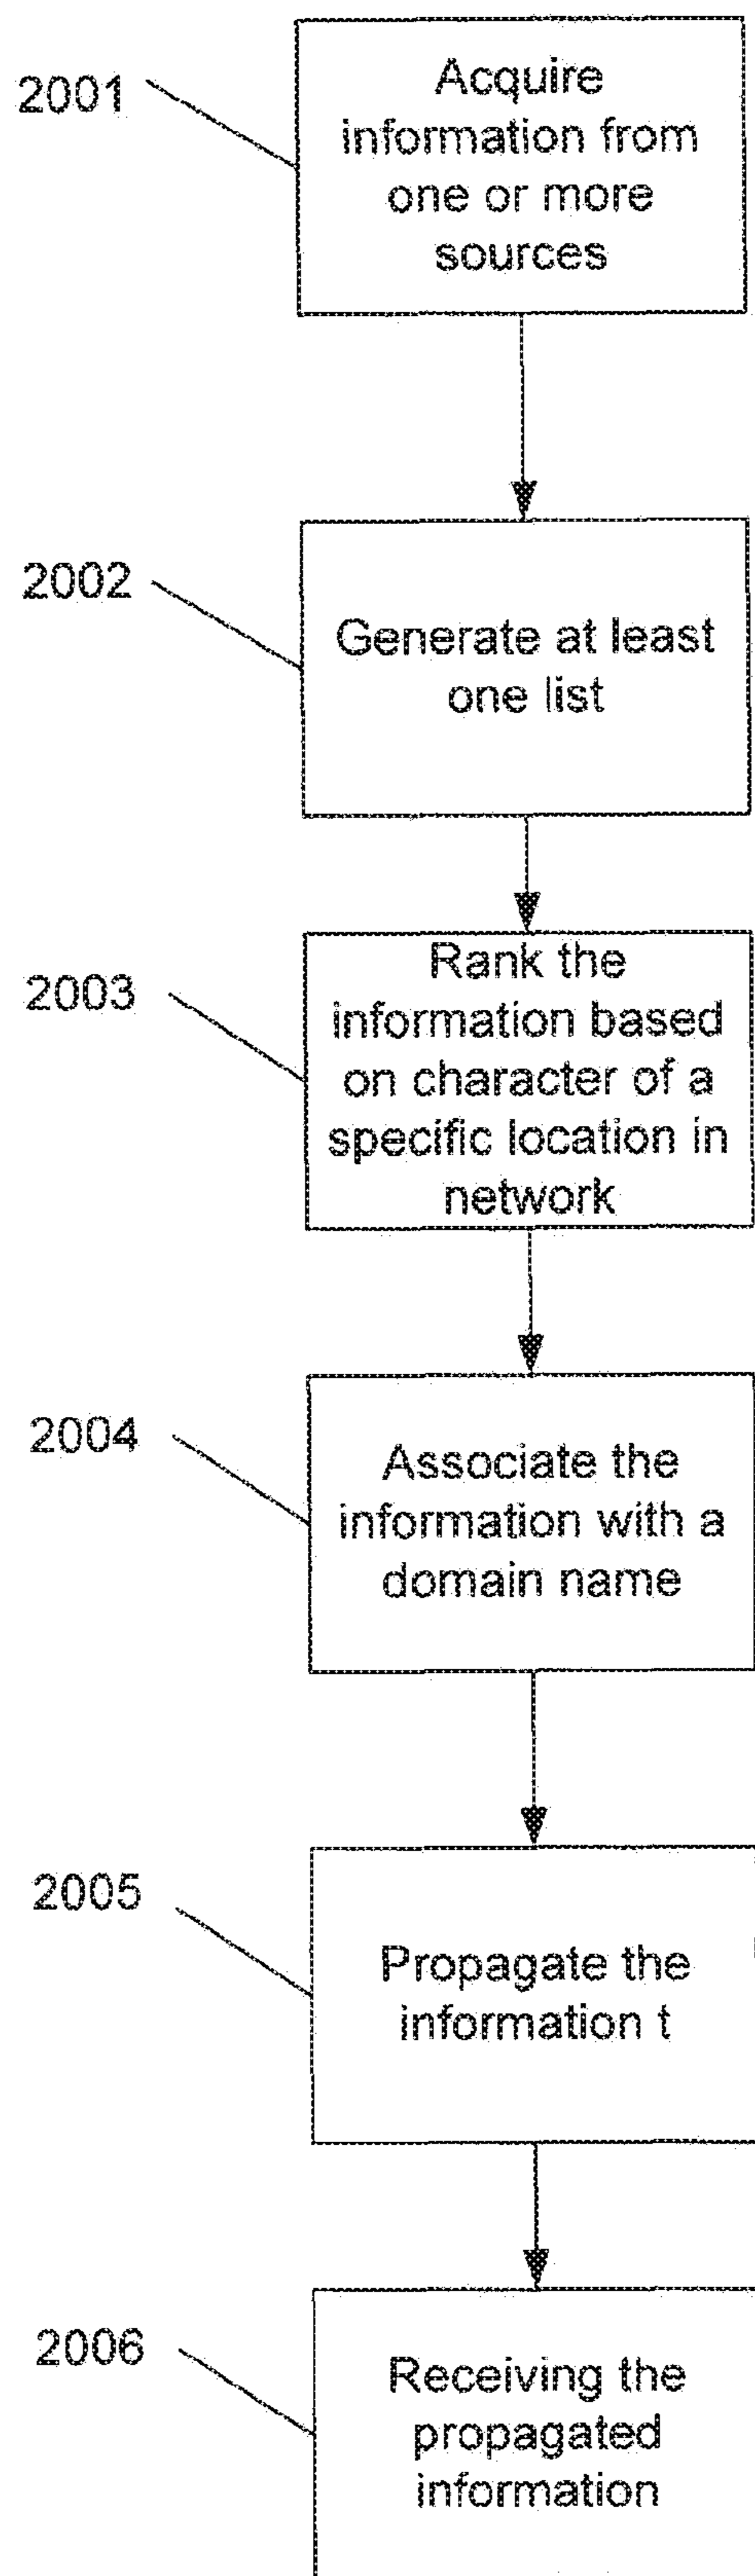 2001
Acquire
information from
one or more
sources
2002
Generate at least
one list
2003
Rank the
information based
on character of a
specific location in
network
2004
Associate the
information with a
domain name
2005
Propagate the
information t
2006
Receiving the
propagated
information